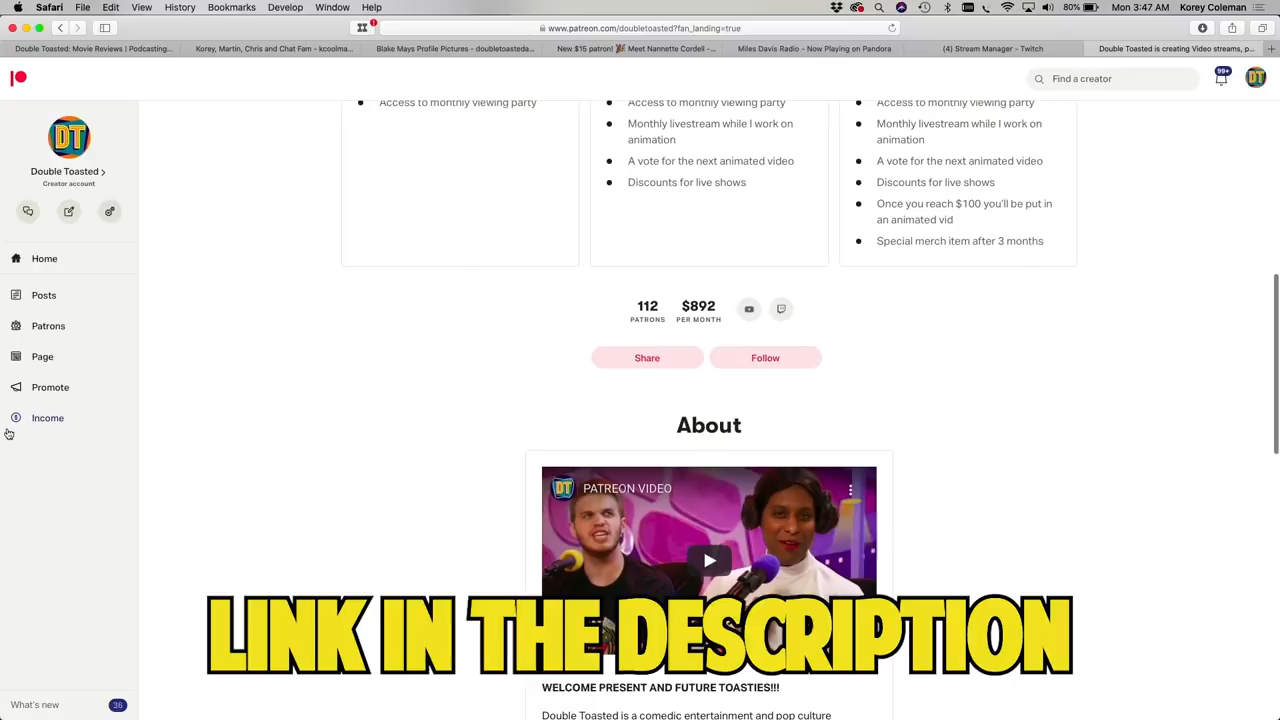 Safari File Edit View History Bookmarks Develop Window Help
Mon 3:47 AM Korey Coleman
www.patreon.com/doubletoasted?fan_landing=true
Double Toasted: Movie Reviews | Podcasting...
Korey, Martin, Chris and Chat Fam - kcoolma...
Blake Mays Profile Pictures - doubletoasteda...
New $15 patron! 🎉 Meet Nannette Cordell -...
Miles Davis Radio - Now Playing on Pandora
(4) Stream Manager - Twitch
Double Toasted is creating Video streams, p...
Find a creator
99+
DT
Double Toasted
Creator account
Home
Posts
Patrons
Page
Promote
Income
What's new
36
Access to monthly viewing party
Access to monthly viewing party
Monthly livestream while I work on
animation
A vote for the next animated video
Discounts for live shows
Access to monthly viewing party
Monthly livestream while I work on
animation
A vote for the next animated video
Discounts for live shows
Once you reach $100 you'll be put in
an animated vid
Special merch item after 3 months
112
PATRONS
$892
PER MONTH
Share
Follow
About
DT PATREON VIDEO
LINK IN THE DESCRIPTION
WELCOME PRESENT AND FUTURE TOASTIES!!!
Double Toasted is a comedic entertainment and pop culture